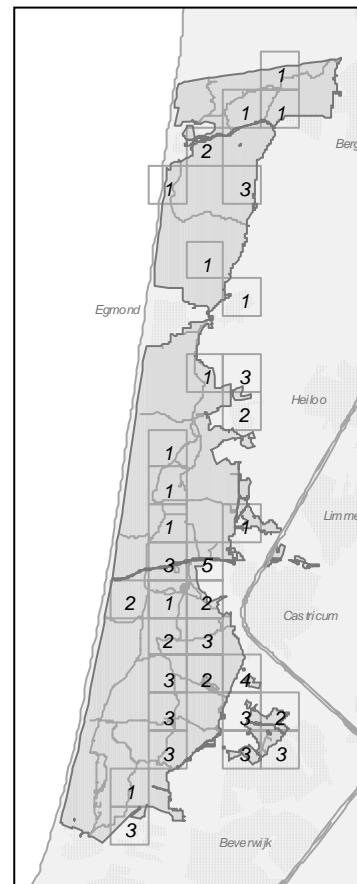 1
1 1
Berg
2
1 3
1
1
Egmond
1 3
Heiloo
2
1
1
1 1
Limme
3 5
2 1 2
Castricum
2 3
3 2 4
3 3 2
3 3 3
1
3
Beverwijk